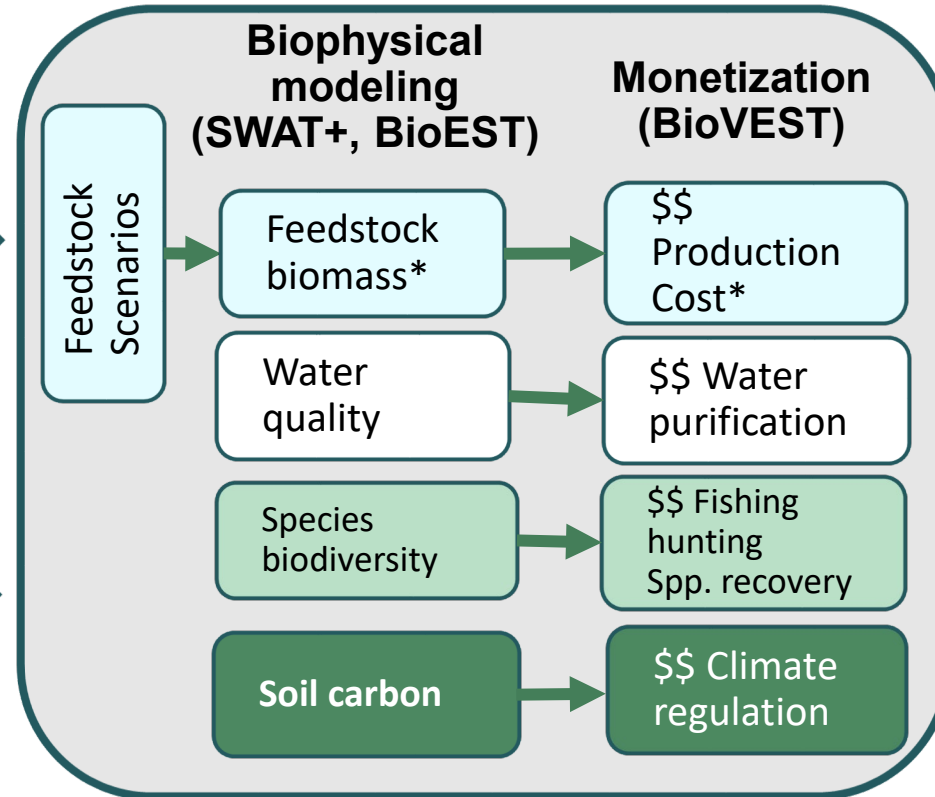 Biophysical
modeling
(SWAT+, BioEST)
Monetization
(BioVEST)
Feedstock
Scenarios
Feedstock
biomass*
$$
Production
Cost*
Water
quality
$$ Water
purification
Species
biodiversity
$$ Fishing
hunting
Spp. recovery
Soil carbon
$$ Climate
regulation